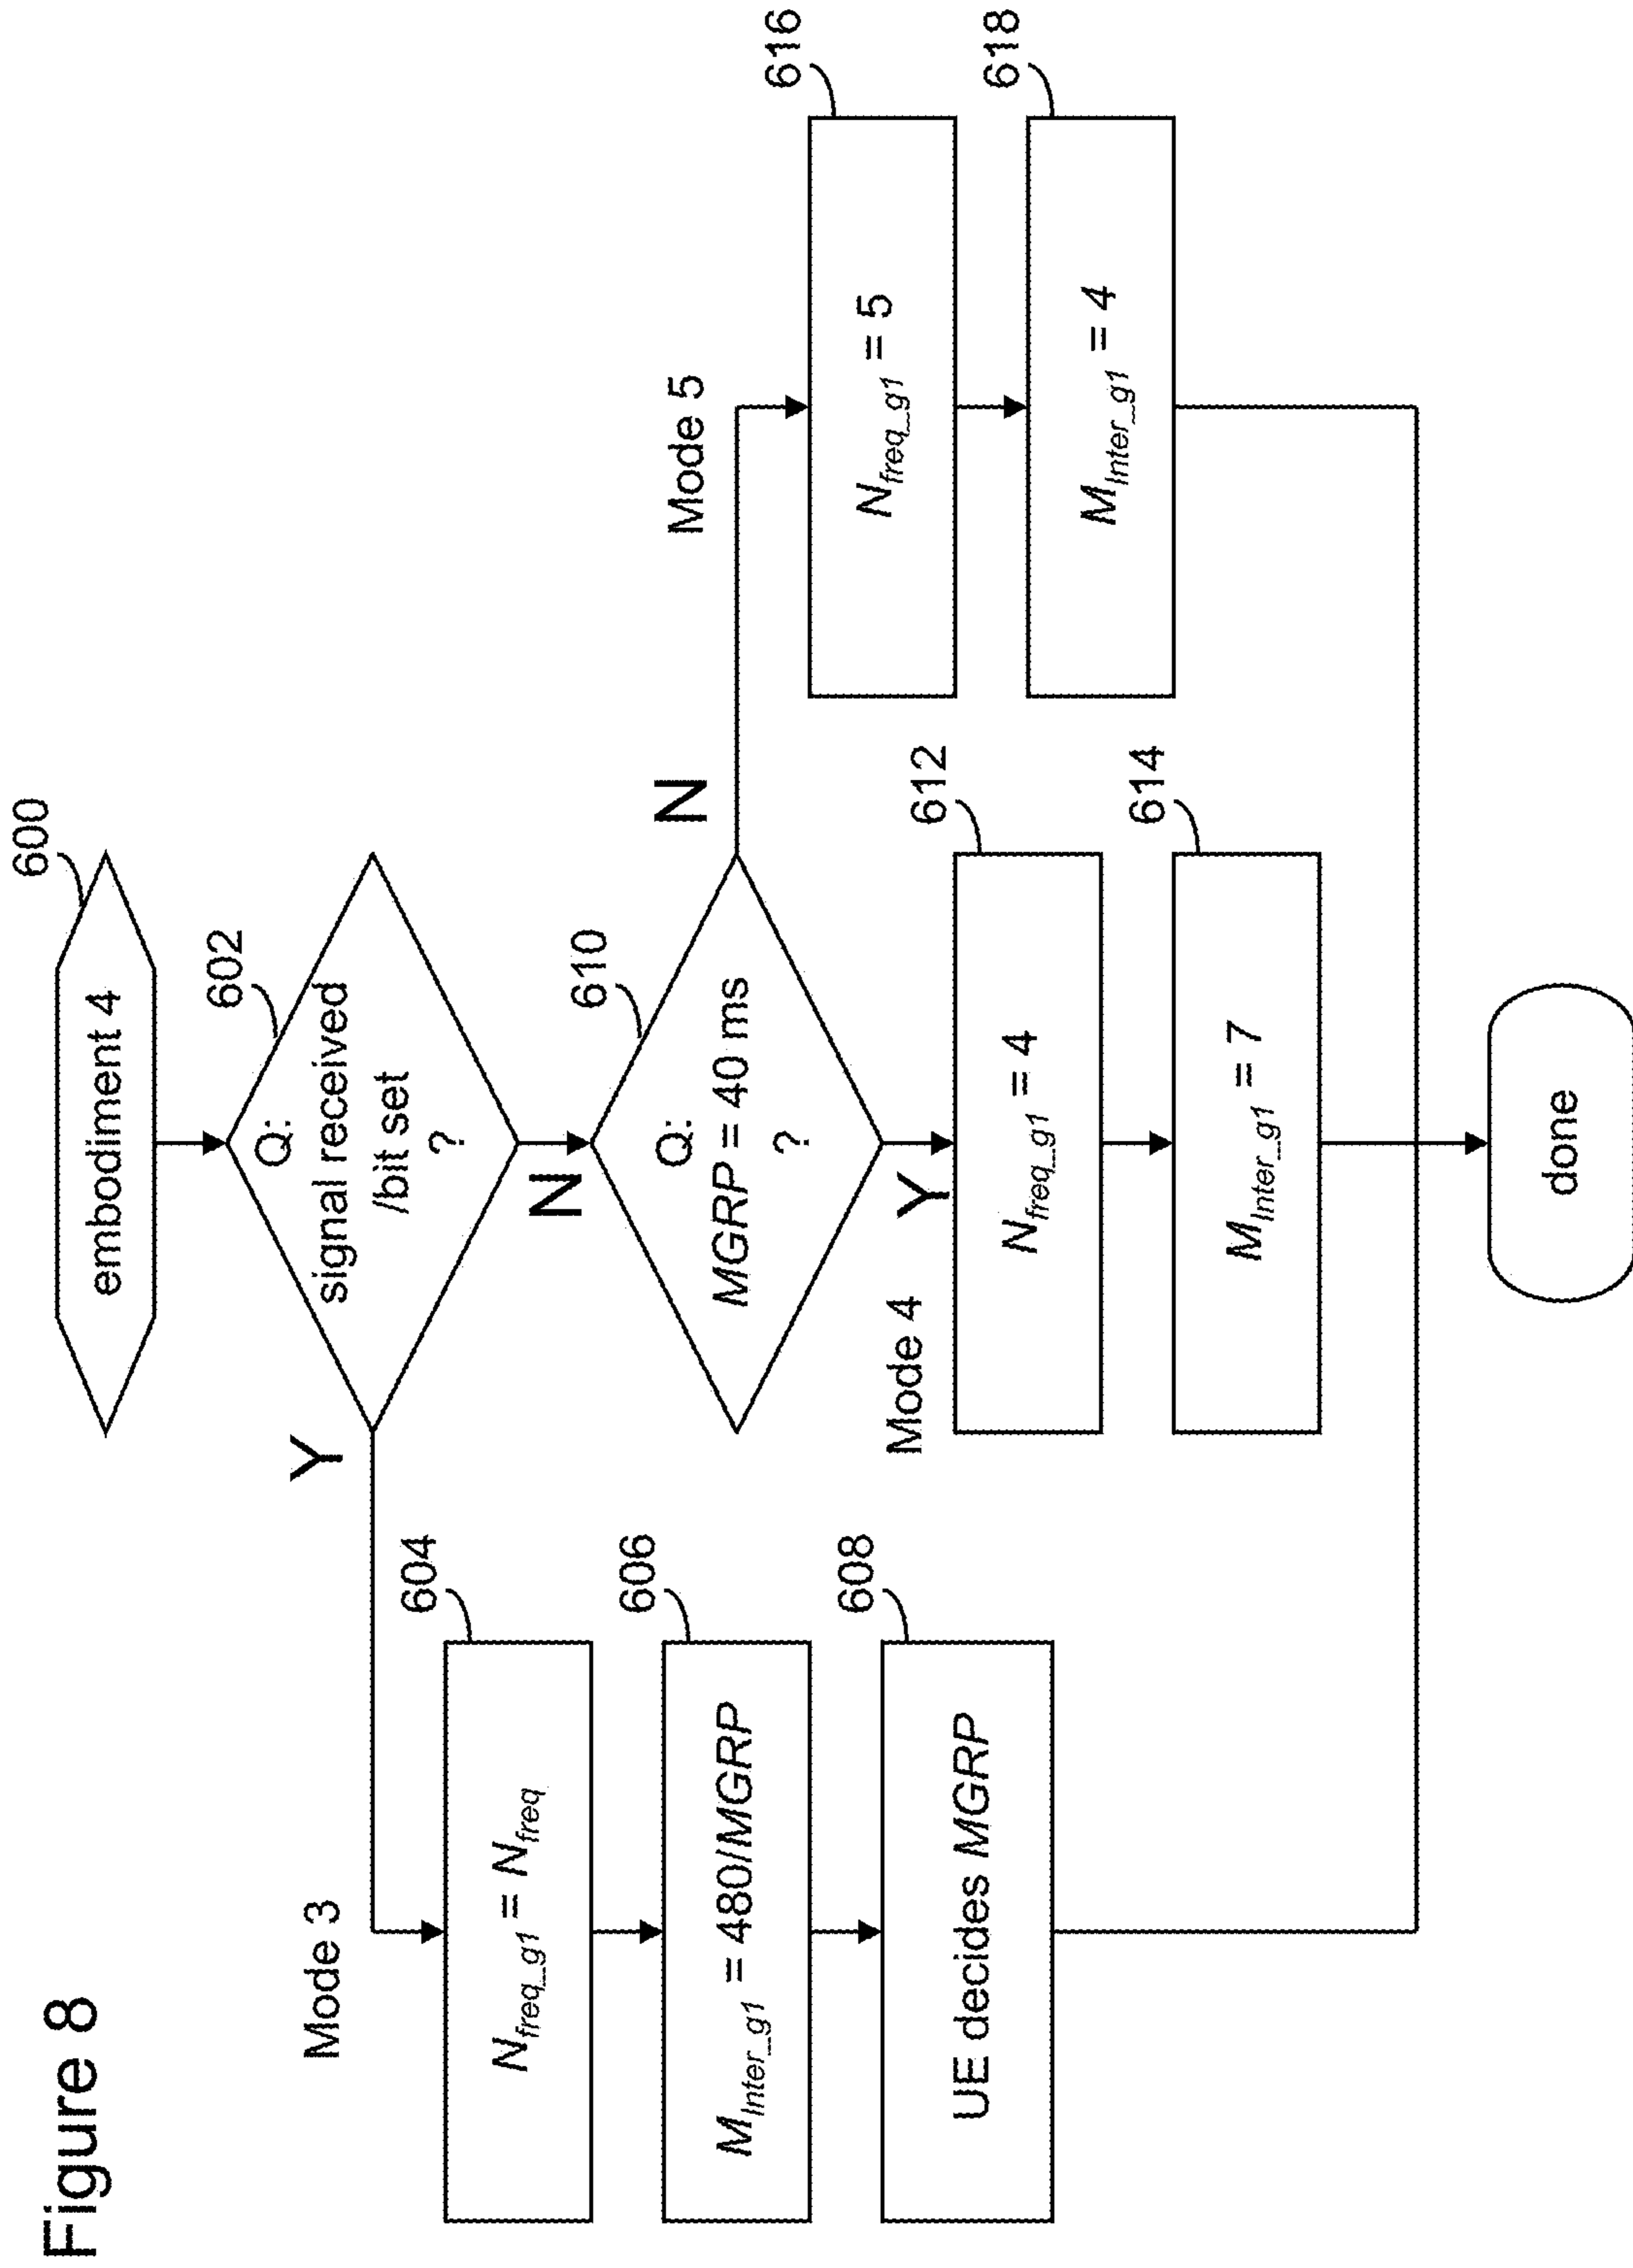 Figure 8
embodiment 4
600
Q:
signal received
/bit set
?
602
Y
N
Mode 3
N_freq_g1 = N_freq
604
M_Inter_g1 = 480/MGRP
606
UE decides MGRP
608
Q:
MGRP = 40 ms
?
610
Y
N
Mode 4
N_freq_g1 = 4
612
M_Inter_g1 = 7
614
Mode 5
N_freq_g1 = 5
616
M_Inter_g1 = 4
618
done